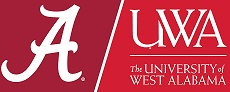 A
UWA
The UNIVERSITY of
WEST ALABAMA